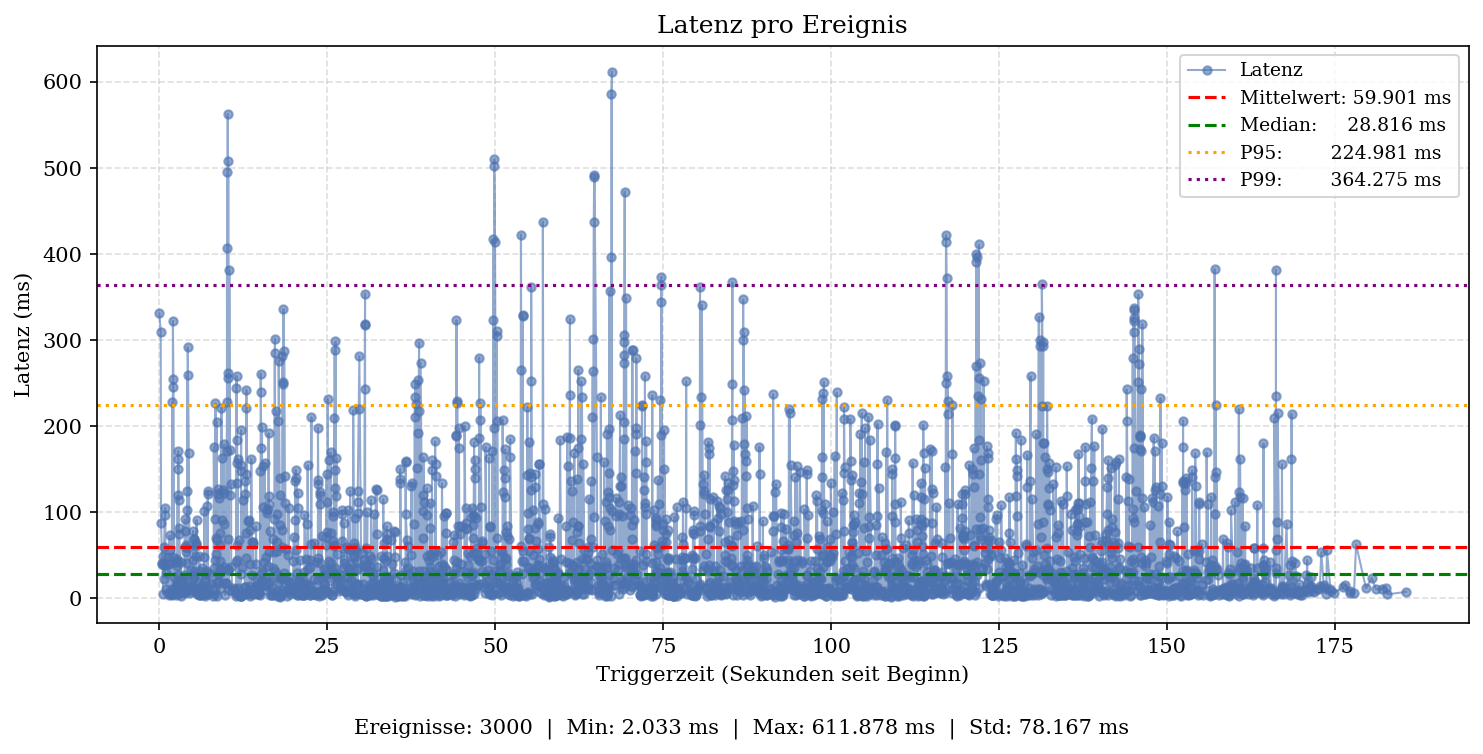 Latenz pro Ereignis
Latenz
Mittelwert: 59.901 ms
Median: 28.816 ms
P95: 224.981 ms
P99: 364.275 ms
Latenz (ms)
600
500
400
300
200
100
0
0 25 50 75 100 125 150 175
Triggerzeit (Sekunden seit Beginn)
Ereignisse: 3000 | Min: 2.033 ms | Max: 611.878 ms | Std: 78.167 ms